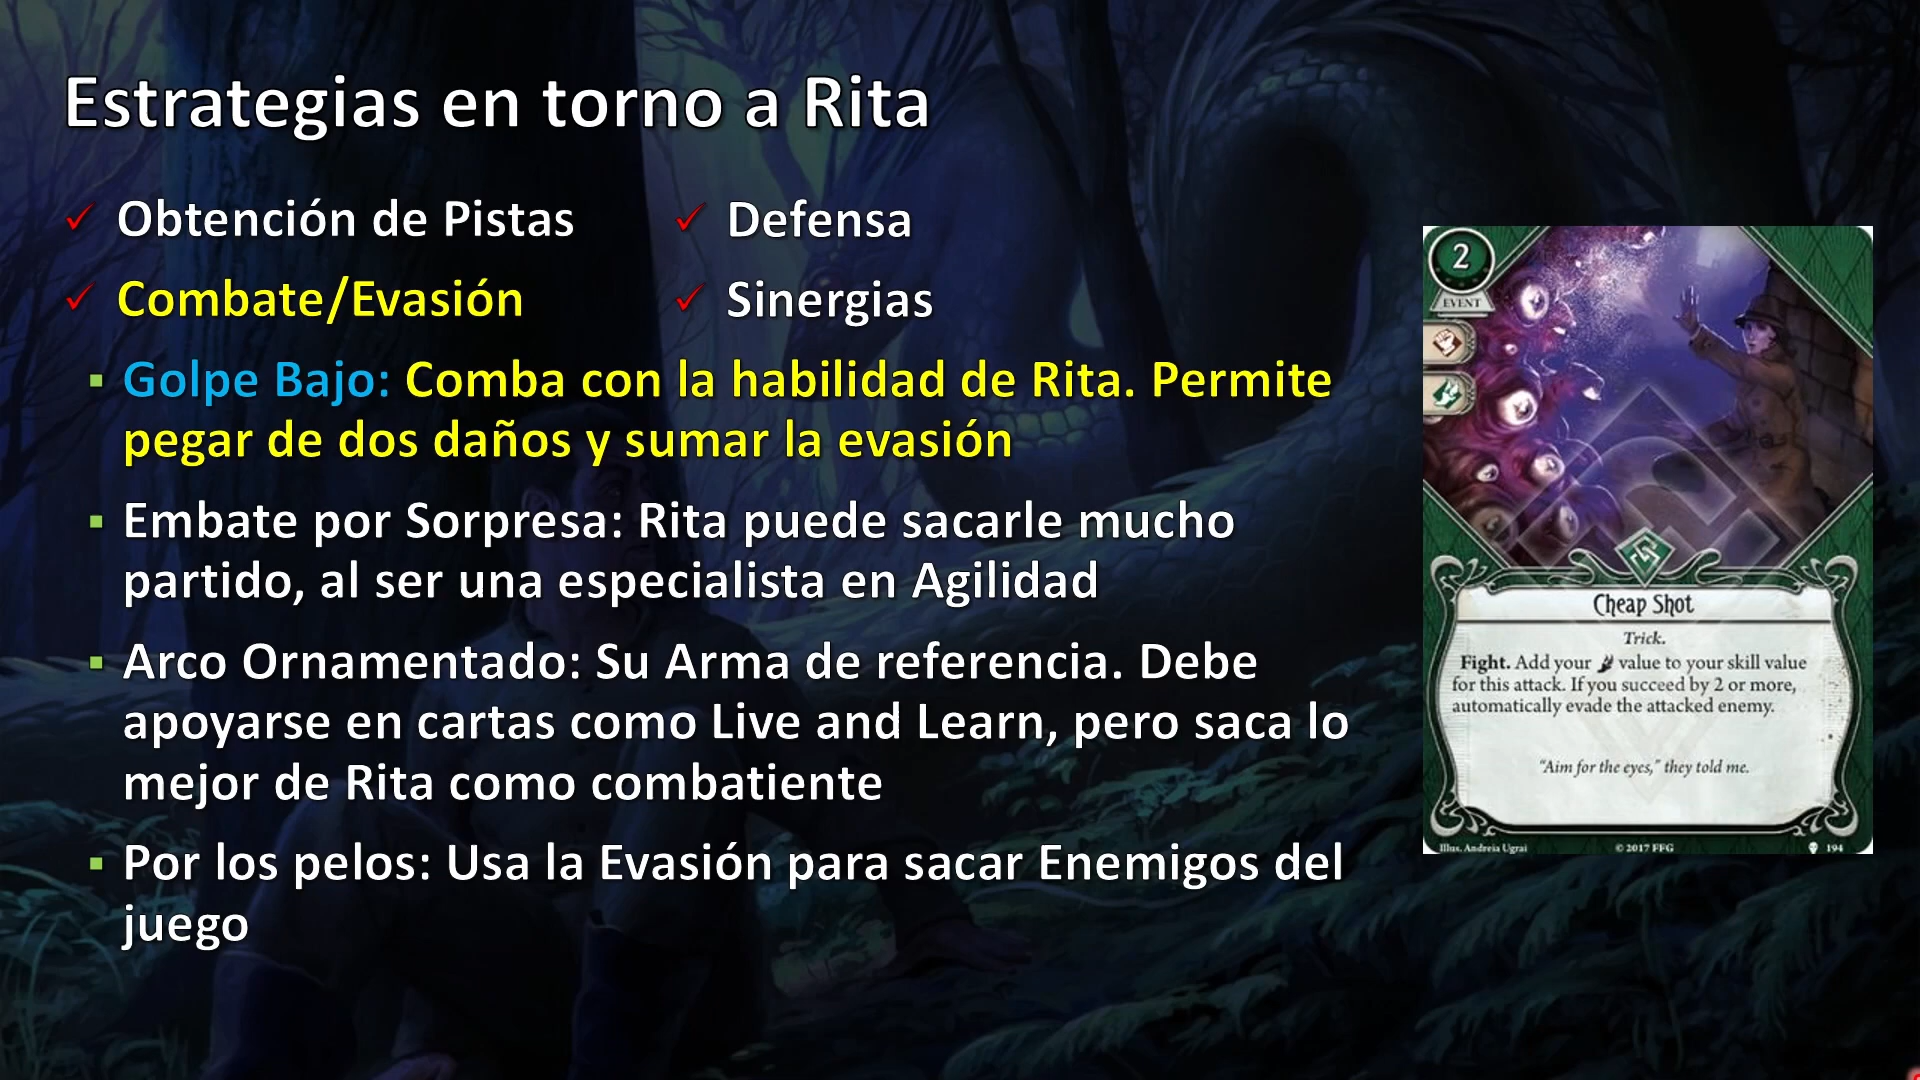 Estrategias en torno a Rita
Obtención de Pistas
Defensa
Combate/Evasión
Sinergias
Golpe Bajo: Comba con la habilidad de Rita. Permite
pegar de dos daños y sumar la evasión
Embate por Sorpresa: Rita puede sacarle mucho
partido, al ser una especialista en Agilidad
Arco Ornamentado: Su Arma de referencia. Debe
apoyarse en cartas como Live and Learn, pero saca lo
mejor de Rita como combatiente
Por los pelos: Usa la Evasión para sacar Enemigos del
juego
2
EVENT
Cheap Shot
Trick.
Fight. Add your value to your skill value
for this attack. If you succeed by 2 or more,
automatically evade the attacked enemy.
"Aim for the eyes," they told me.
Illus. Andreia Ugrai
© 2017 FFG
194